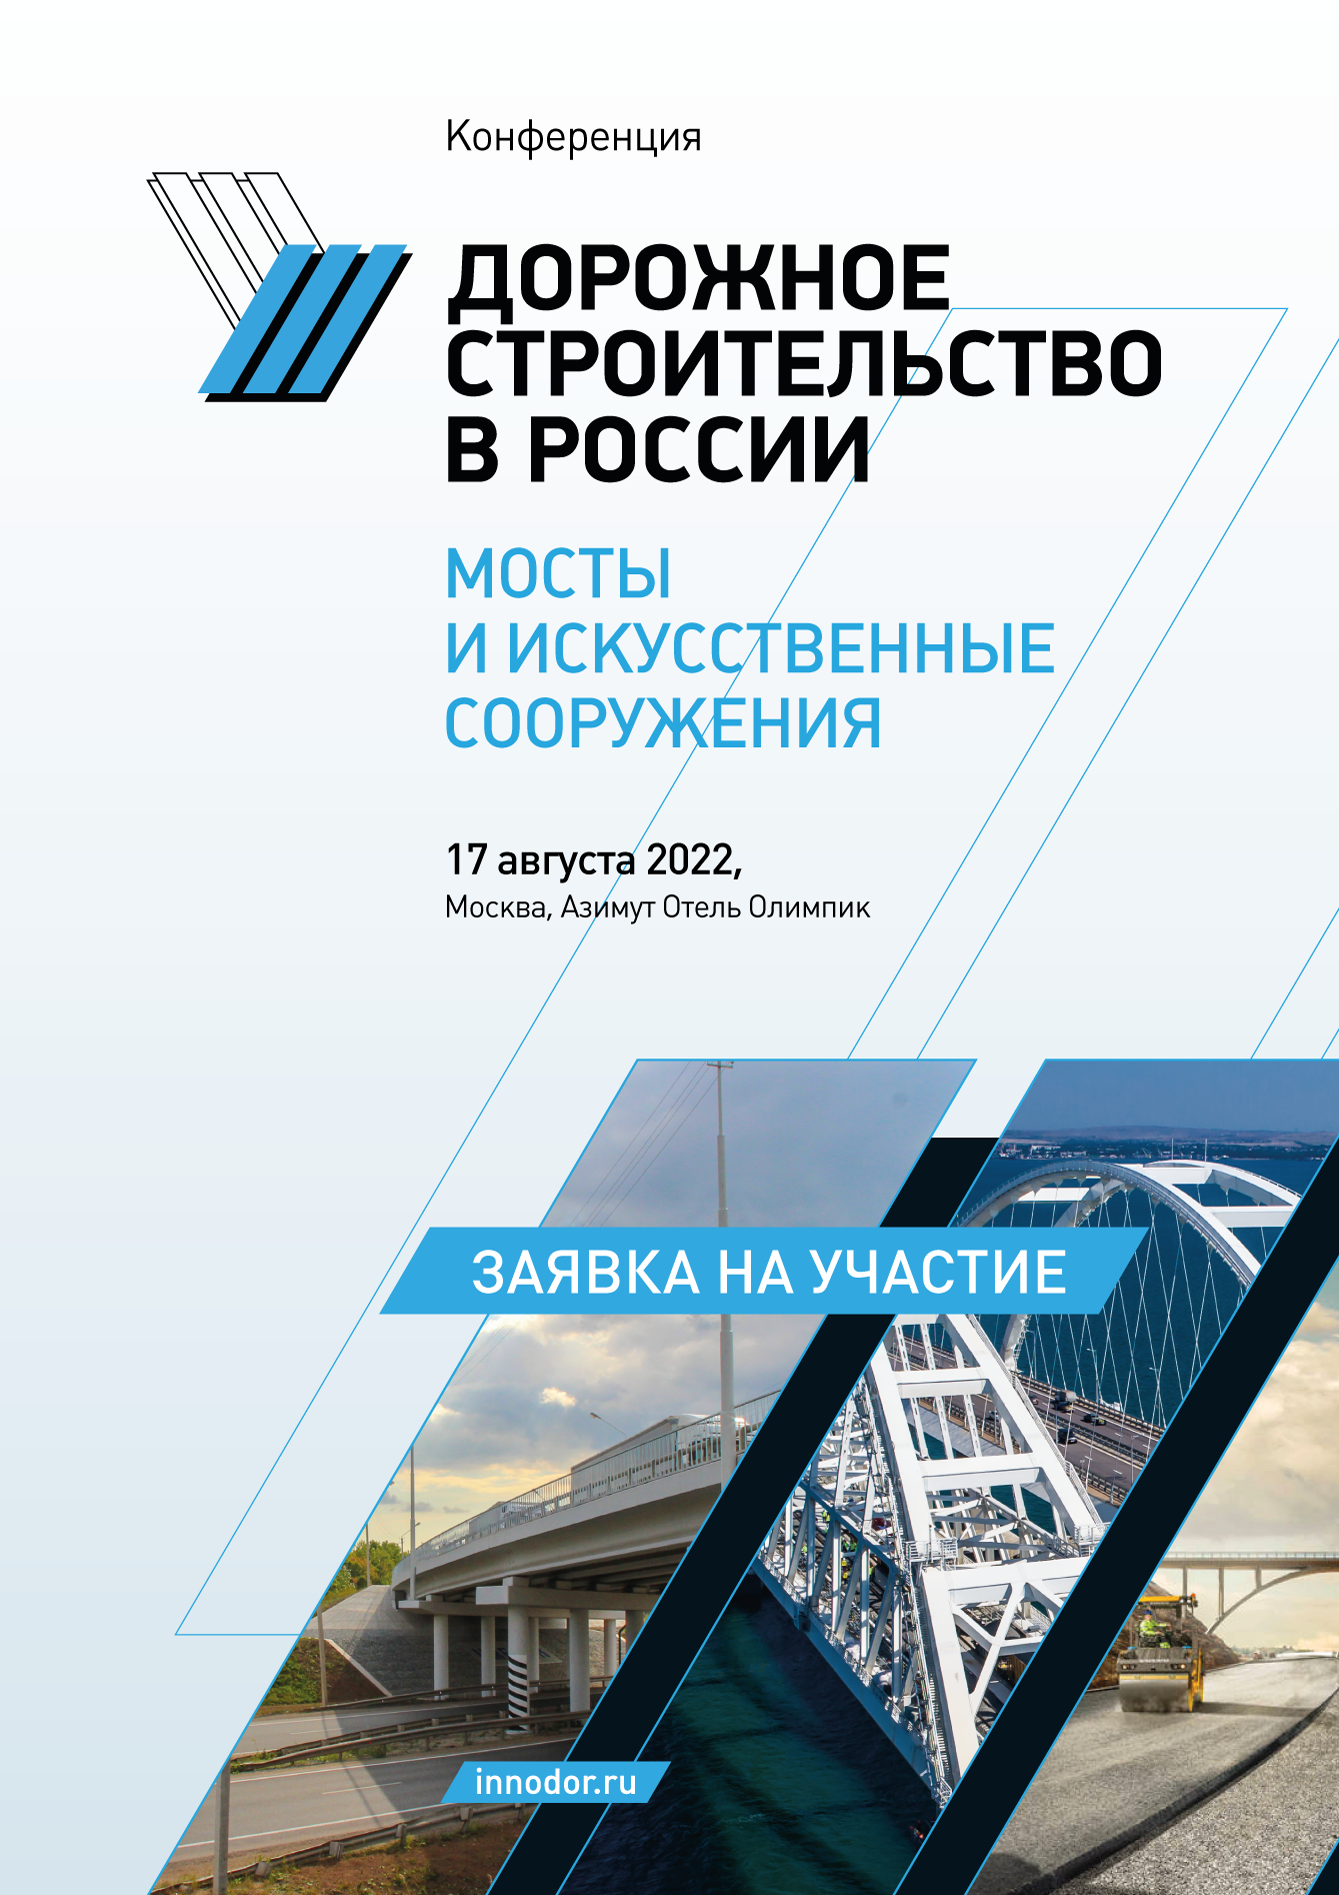 Конференция
ДОРОЖНОЕ
СТРОИТЕЛЬСТВО
В РОССИИ
МОСТЫ
И ИСКУССТВЕННЫЕ
СООРУЖЕНИЯ
17 августа 2022,
Москва, Азимут Отель Олимпик
ЗАЯВКА НА УЧАСТИЕ
innodor.ru